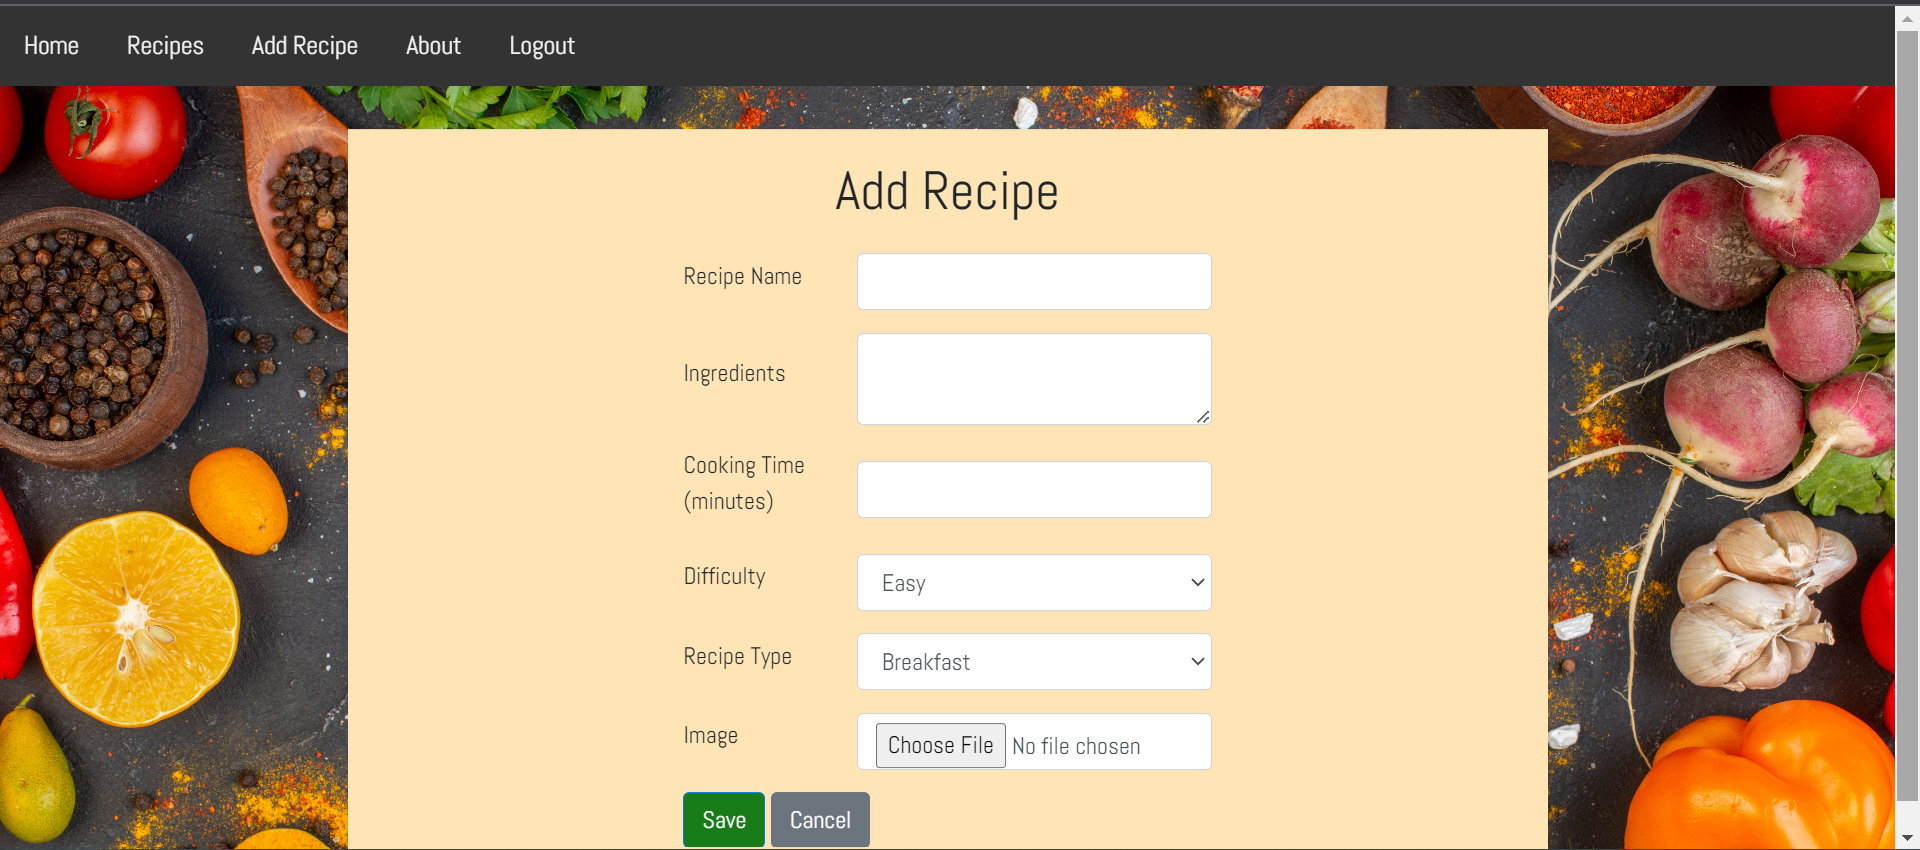 Home Recipes Add Recipe About Logout
Add Recipe
Recipe Name
Ingredients
Cooking Time
(minutes)
Difficulty Easy
Recipe Type Breakfast
Image Choose File No file chosen
Save Cancel